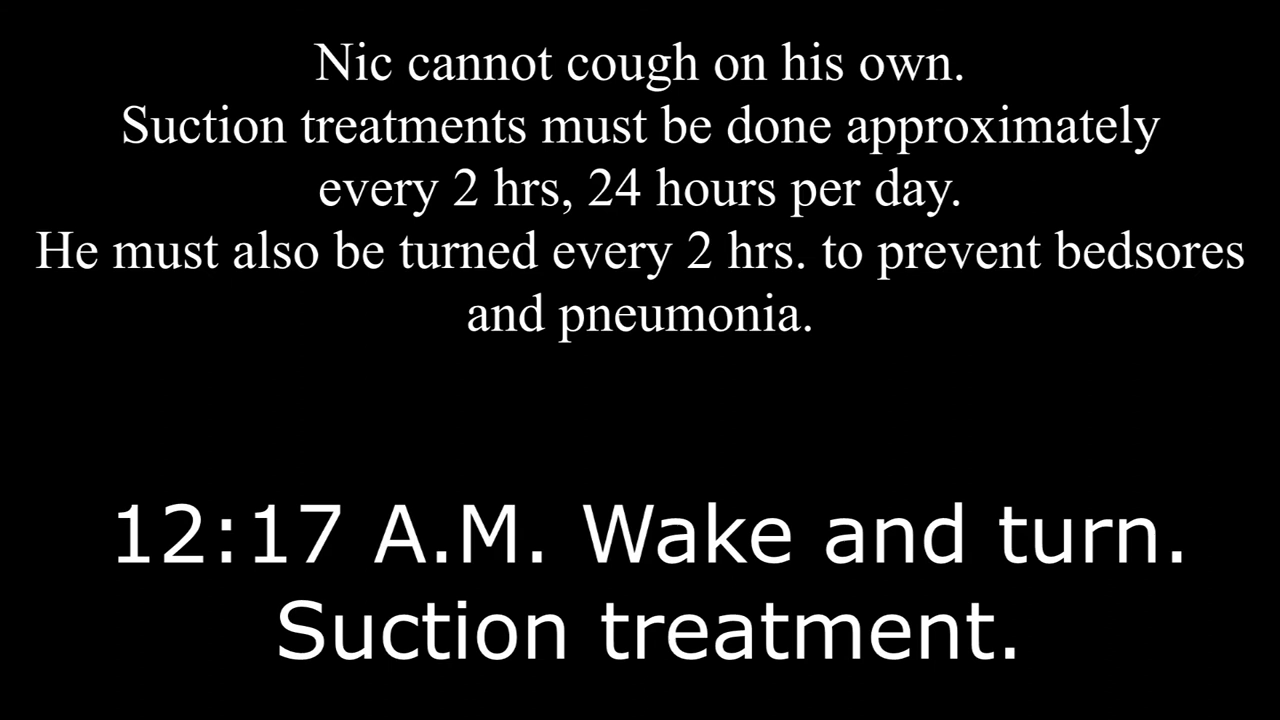 Nic cannot cough on his own.
Suction treatments must be done approximately
every 2 hrs, 24 hours per day.
He must also be turned every 2 hrs. to prevent bedsores
and pneumonia.
12:17 A.M. Wake and turn.
Suction treatment.